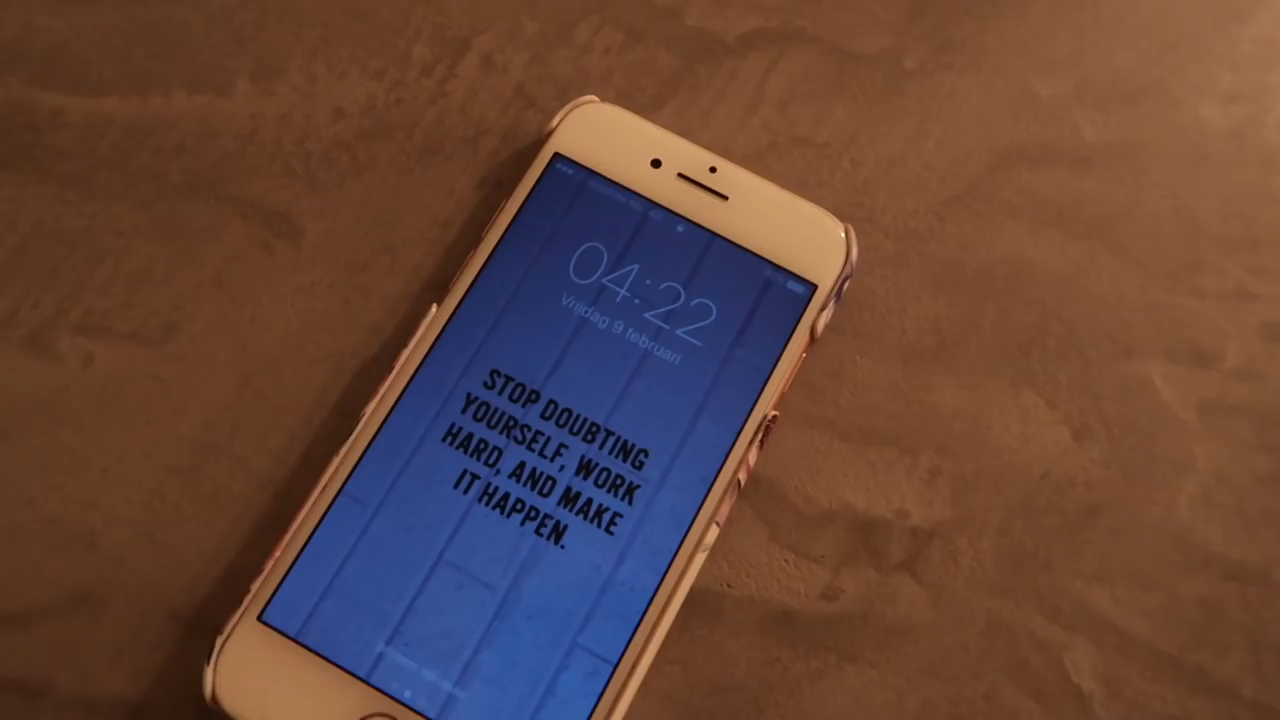 04:22
Vrijdag 9 februari
STOP DOUBTING
YOURSELF, WORK
HARD, AND MAKE
IT HAPPEN.